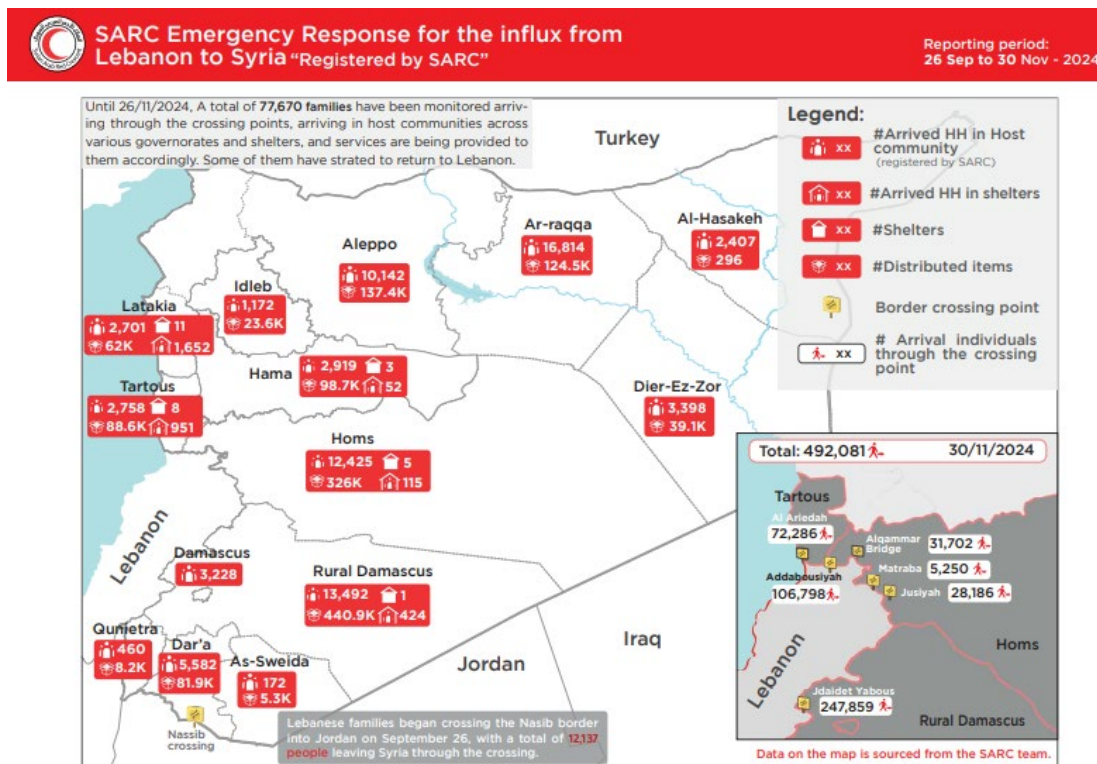 SARC Emergency Response for the influx from
Lebanon to Syria “Registered by SARC”
Reporting period:
26 Sep to 30 Nov - 2024
Until 26/11/2024, A total of 77,670 families have been monitored arriv-
ing through the crossing points, arriving in host communities across
various governorates and shelters, and services are being provided to
them accordingly. Some of them have strated to return to Lebanon.
Legend:
xx #Arrived HH in Host
community
(registered by SARC)
xx #Arrived HH in shelters
xx #Shelters
xx #Distributed items
Border crossing point
xx # Arrival individuals
through the crossing
point
Turkey
Aleppo
10,142
137.4K
Ar-raqqa
16,814
124.5K
Al-Hasakeh
2,407
296
Idleb
1,172
23.6K
Latakia
2,701 11
62K 1,652
Hama
2,919 3
98.7K 52
Tartous
2,758 8
88.6K 951
Dier-Ez-Zor
3,398
39.1K
Homs
12,425 5
326K 115
Lebanon
Damascus
3,228
Rural Damascus
13,492 1
440.9K 424
Qunietra
460
8.2K
Dar'a
5,582
81.9K
As-Sweida
172
5.3K
Jordan
Iraq
Nassib
crossing
Lebanese families began crossing the Nasib border
into Jordan on September 26, with a total of 12,137
people leaving Syria through the crossing.
Total: 492,081 30/11/2024
Tartous
Al Ariedah
72,286
Alqammar
Bridge
31,702
Matraba 5,250
Addabousiyah
106,798
Jusiyah 28,186
Homs
Lebanon
Jdaidet Yabous
247,859
Rural Damascus
Data on the map is sourced from the SARC team.